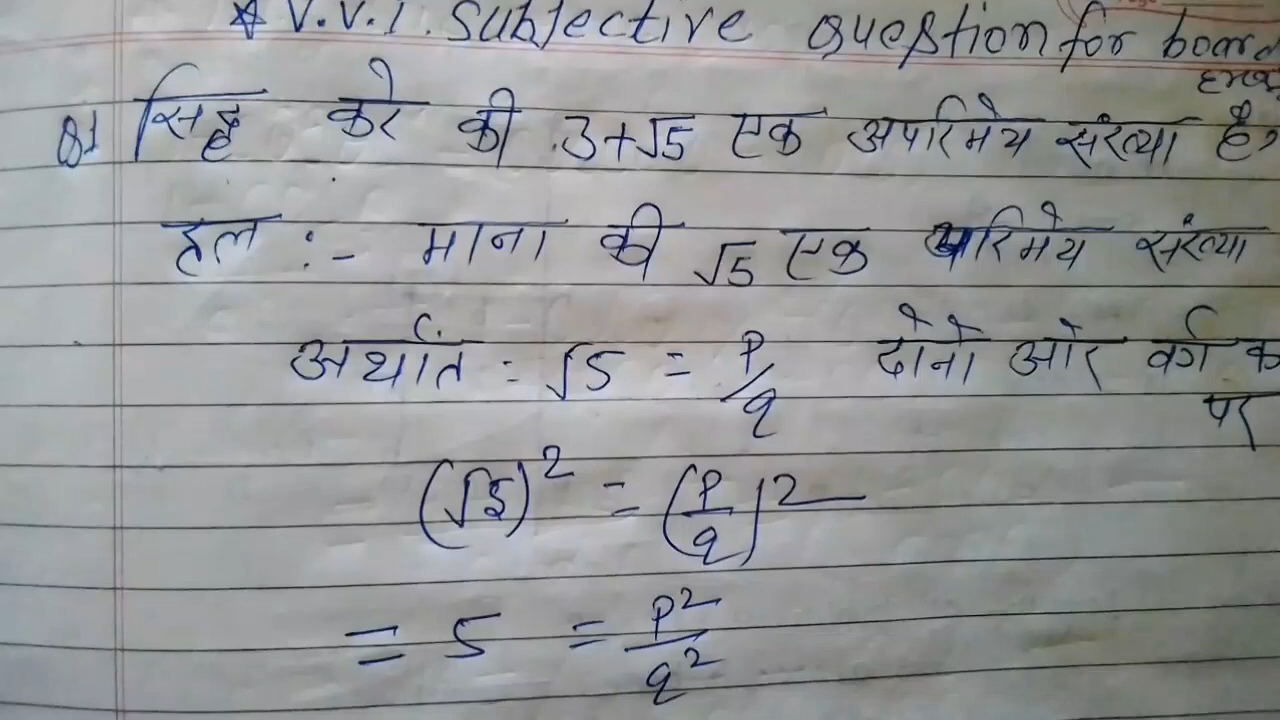 * V.V.I. Subjective Question for board
Q1 सिद्ध करे की 3+√5 एक अपरिमेय संख्या है,
हल :- माना की √5 एक परिमेय संख्या
अर्थात - √5 = p/q दोनो ओर वर्ग क
पर
(√5)² = (p/q)²
= 5 = p²/q²